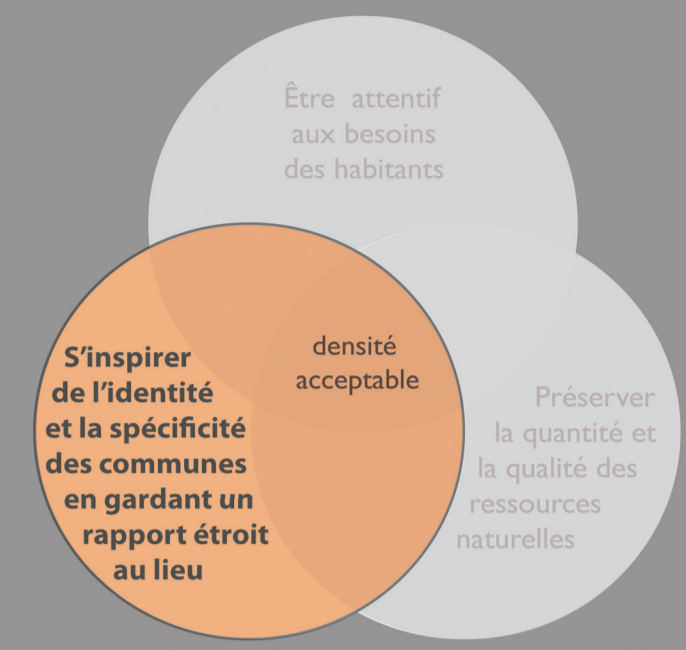 Être attentif
aux besoins
des habitants
densité
acceptable
S'inspirer
de l'identité
et la spécificité
des communes
en gardant un
rapport étroit
au lieu
Préserver
la quantité et
la qualité des
ressources
naturelles